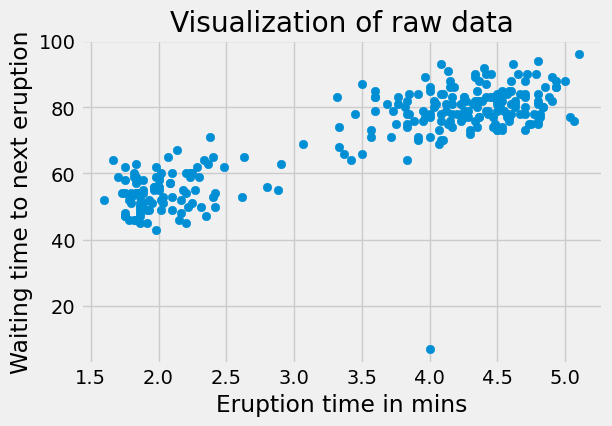 Visualization of raw data
Waiting time to next eruption
100
80
60
40
20
1.5 2.0 2.5 3.0 3.5 4.0 4.5 5.0
Eruption time in mins